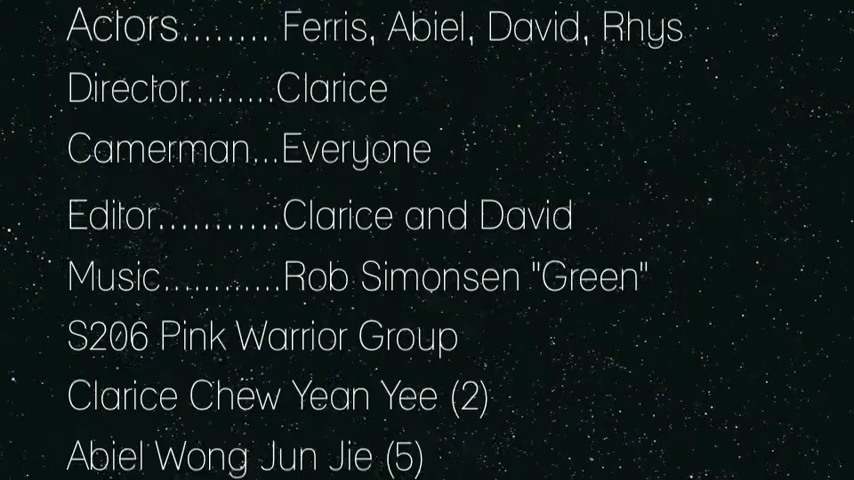 Actors........ Ferris, Abiel, David, Rhys
Director.........Clarice
Camerman...Everyone
Editor...........Clarice and David
Music............Rob Simonsen "Green"
S206 Pink Warrior Group
Clarice Chew Yean Yee (2)
Abiel Wong Jun Jie (5)